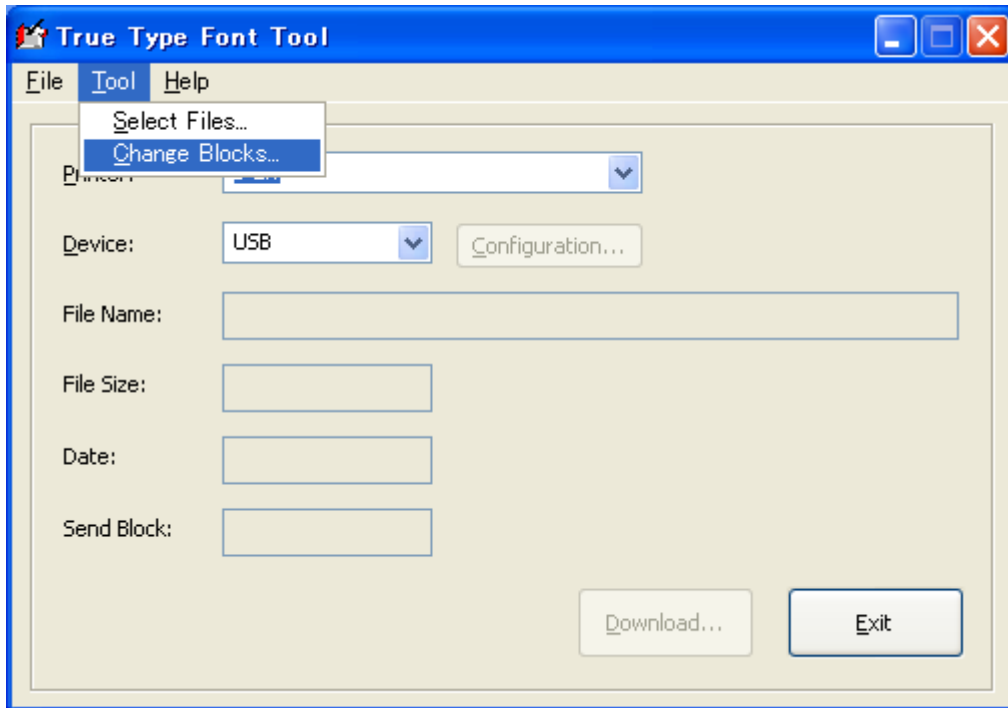 True Type Font Tool
File Tool Help
Select Files...
Change Blocks...
Printer:
Device: USB Configuration...
File Name:
File Size:
Date:
Send Block:
Download... Exit